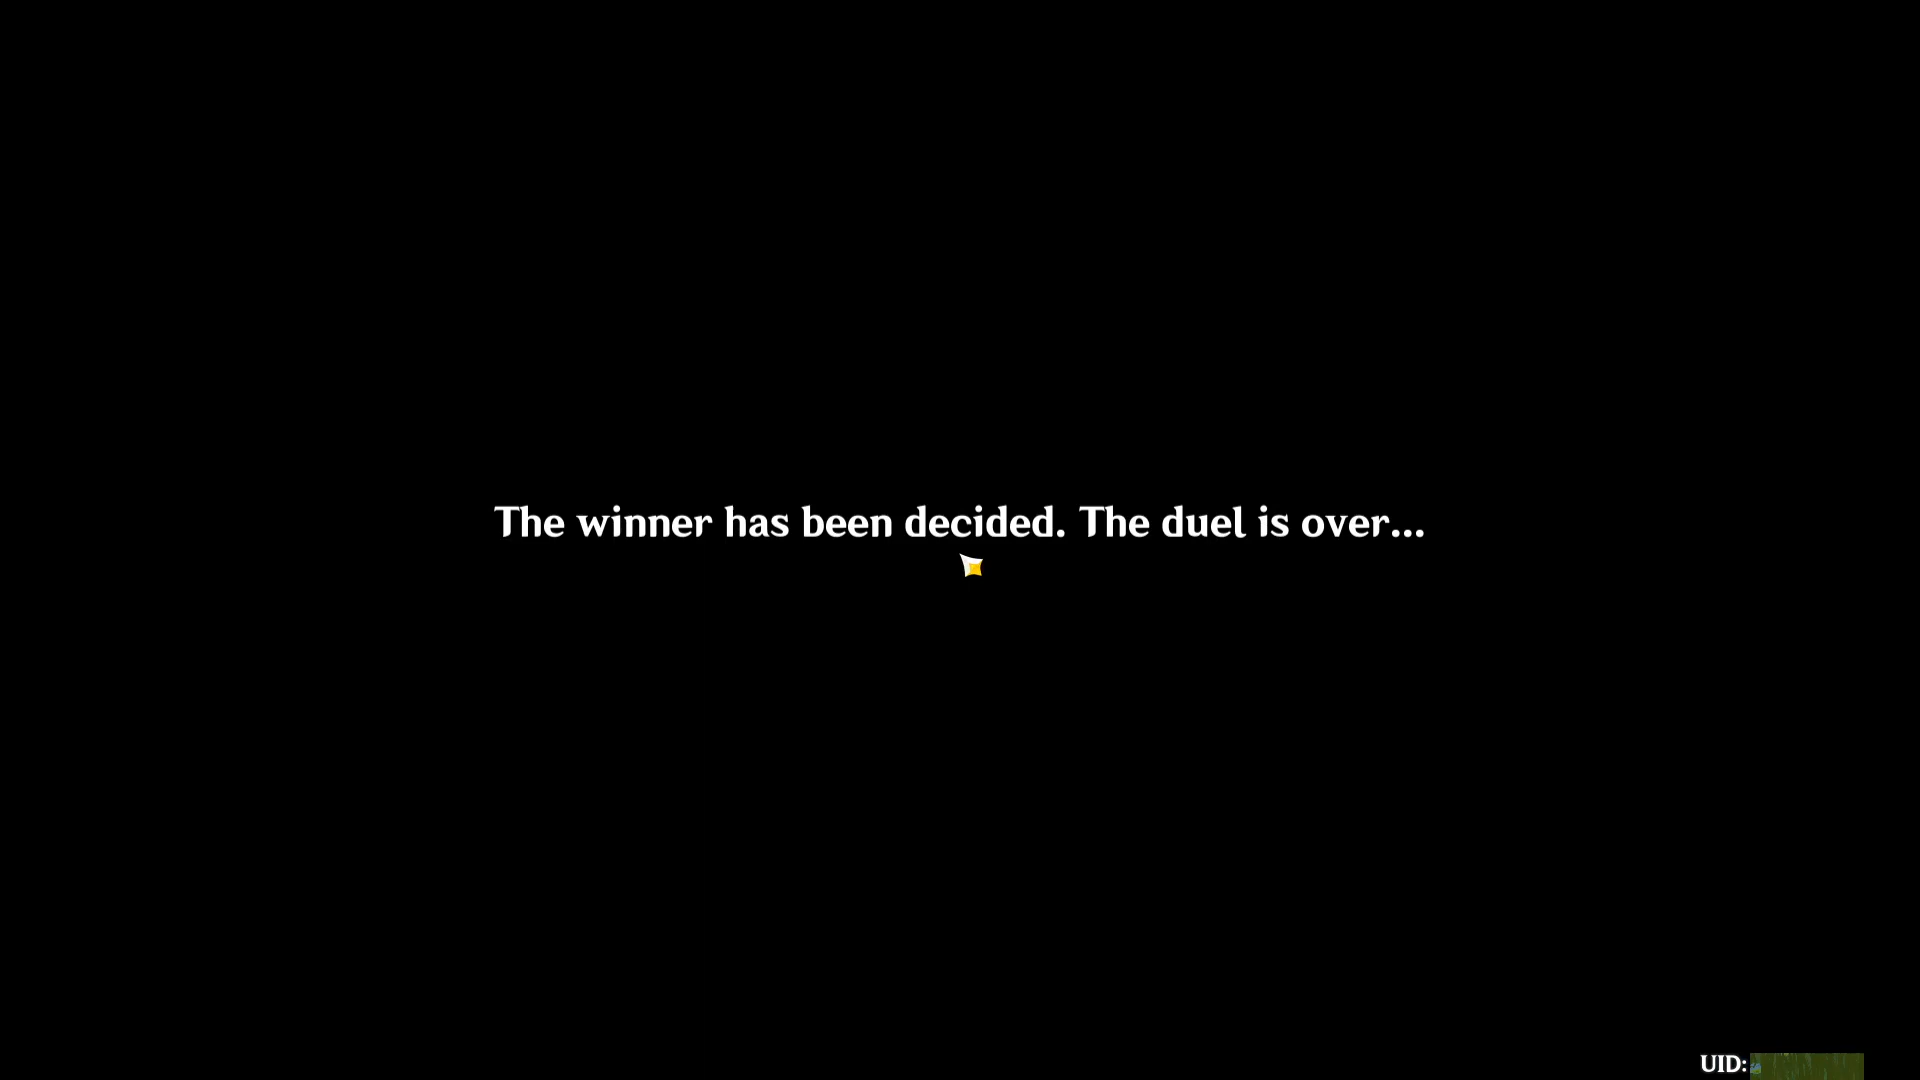 The winner has been decided. The duel is over...
UID: